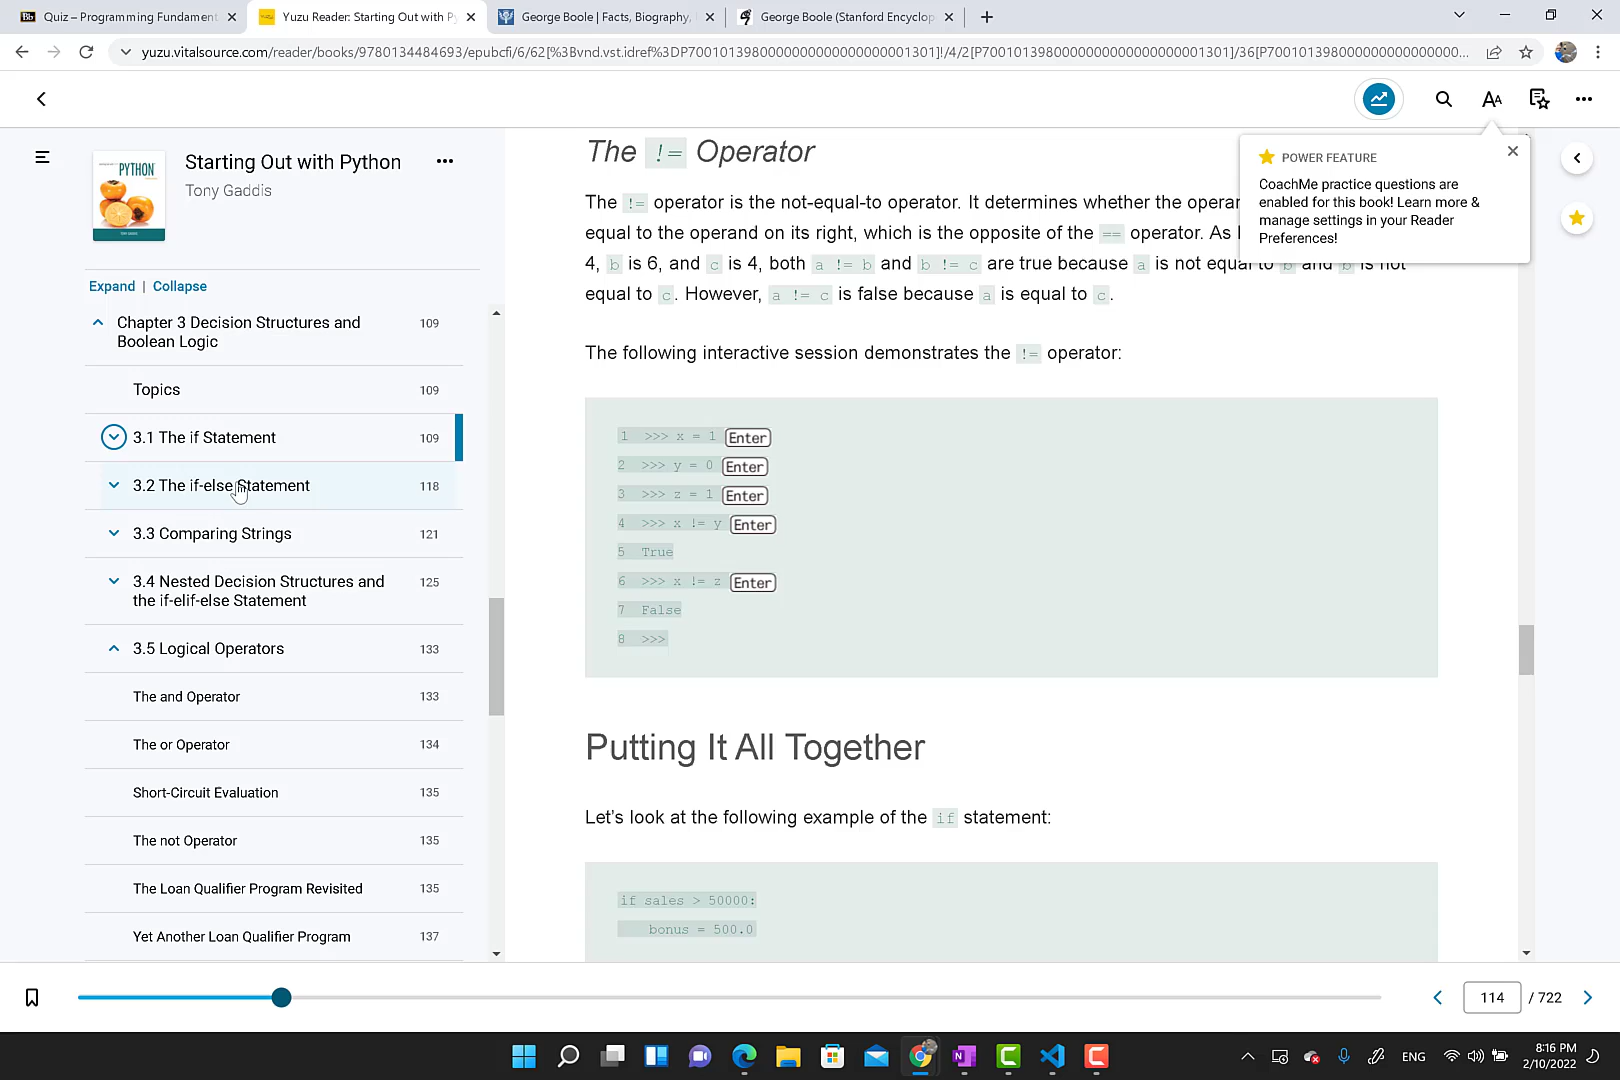 Quiz – Programming Fundament
Yuzu Reader: Starting Out with Py
George Boole | Facts, Biography,
George Boole (Stanford Encyclop
yuzu.vitalsource.com/reader/books/9780134484693/epubcfi/6/62[%3Bvnd.vst.idref%3DP7001013980000000000000000001301]!/4/2[P7001013980000000000000000001301]/36[P700101398000000000000000...
Starting Out with Python
Tony Gaddis
PYTHON
Expand | Collapse
Chapter 3 Decision Structures and
Boolean Logic
109
Topics 109
3.1 The if Statement 109
3.2 The if-else Statement 118
3.3 Comparing Strings 121
3.4 Nested Decision Structures and
the if-elif-else Statement
125
3.5 Logical Operators 133
The and Operator 133
The or Operator 134
Short-Circuit Evaluation 135
The not Operator 135
The Loan Qualifier Program Revisited 135
Yet Another Loan Qualifier Program 137
The != Operator
The != operator is the not-equal-to operator. It determines whether the operan
equal to the operand on its right, which is the opposite of the == operator. As
4, b is 6, and c is 4, both a != b and b != c are true because a is not equal to b and b is not
equal to c. However, a != c is false because a is equal to c.
The following interactive session demonstrates the != operator:
1 >>> x = 1 Enter
2 >>> y = 0 Enter
3 >>> z = 1 Enter
4 >>> x != y Enter
5 True
6 >>> x != z Enter
7 False
8 >>>
Putting It All Together
Let's look at the following example of the if statement:
if sales > 50000:
bonus = 500.0
POWER FEATURE
CoachMe practice questions are
enabled for this book! Learn more &
manage settings in your Reader
Preferences!
114 / 722
ENG
8:16 PM
2/10/2022